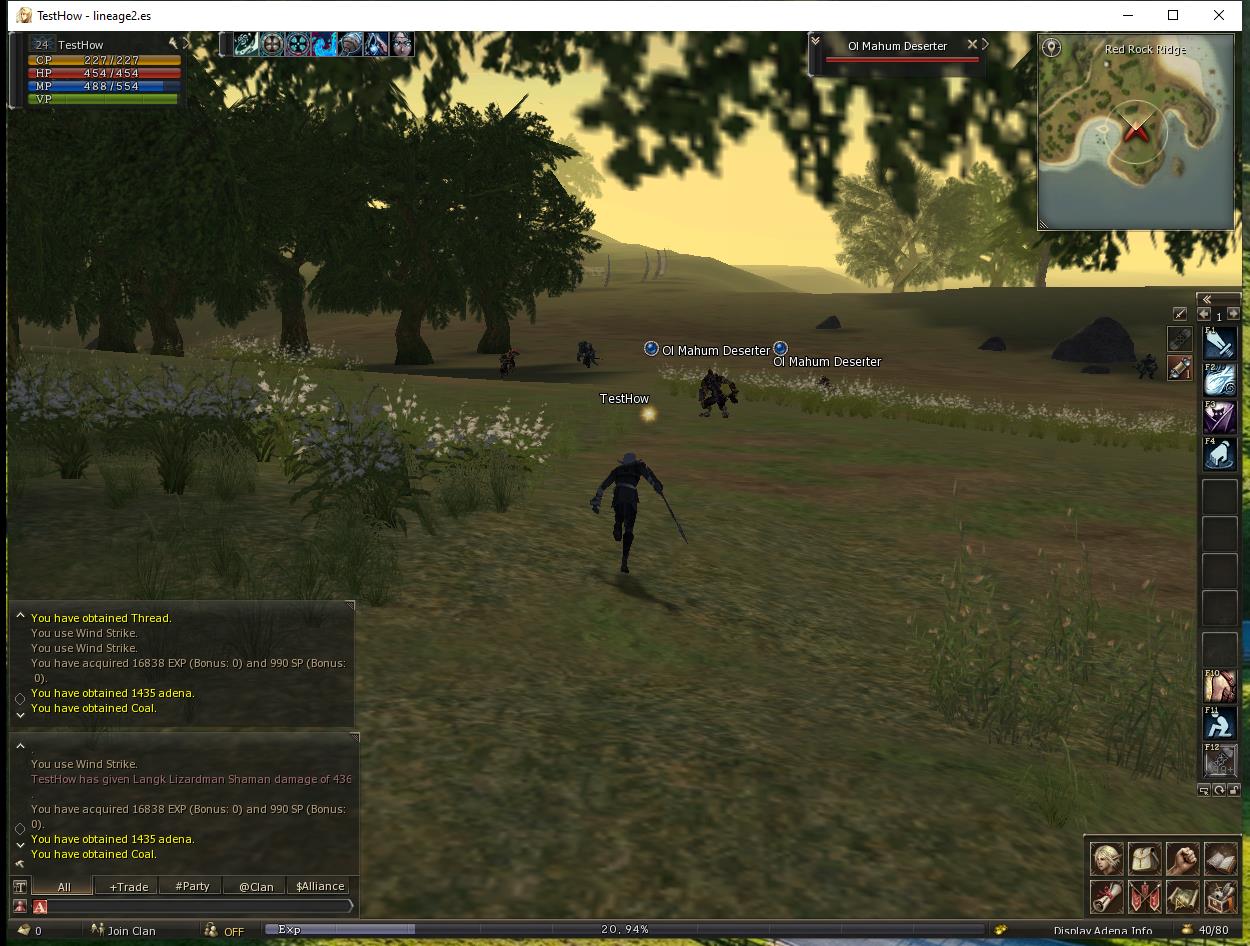 TestHow - lineage2.es
24 TestHow
CP 227/227
HP 454/454
MP 488/554
VP
Ol Mahum Deserter
Red Rock Ridge
Ol Mahum Deserter
Ol Mahum Deserter
TestHow
1
F1
F2
F3
F4
F10
F11
F12
You have obtained Thread.
You use Wind Strike.
You use Wind Strike.
You have acquired 16838 EXP (Bonus: 0) and 990 SP (Bonus:
0).
You have obtained 1435 adena.
You have obtained Coal.
.
You use Wind Strike.
TestHow has given Langk Lizardman Shaman damage of 436
.
You have acquired 16838 EXP (Bonus: 0) and 990 SP (Bonus:
0).
You have obtained 1435 adena.
You have obtained Coal.
T All +Trade #Party @Clan $Alliance
A
0 Join Clan OFF Exp 20, 94% Display Adena Info 40/80